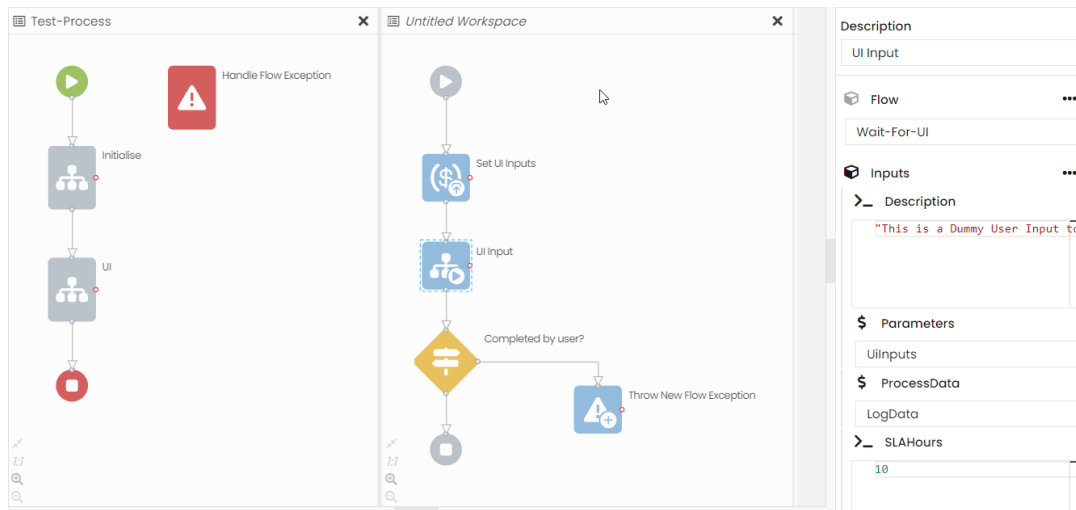 Test-Process
Handle Flow Exception
Initialise
UI
1:1
Untitled Workspace
Set UI Inputs
UI Input
Completed by user?
Throw New Flow Exception
1:1
Description
UI Input
Flow
Wait-For-UI
Inputs
Description
"This is a Dummy User Input to
Parameters
UiInputs
ProcessData
LogData
SLAHours
10